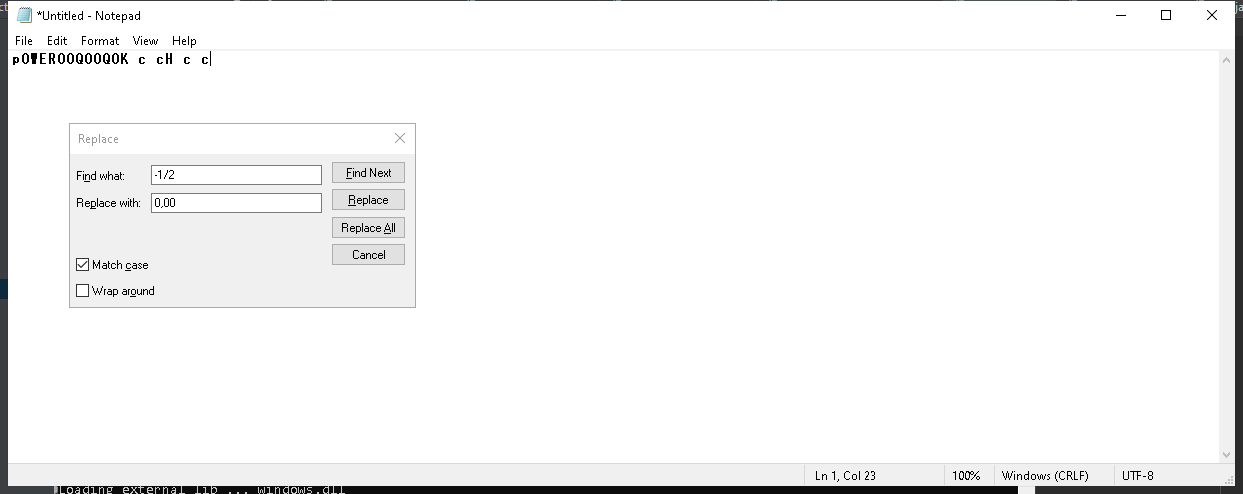 *Untitled - Notepad
File Edit Format View Help
pOWEROOQOOQOK c cH c c
Replace
Find what: -1/2 Find Next
Replace with: 0,00 Replace
Replace All
Cancel
Match case
Wrap around
Ln 1, Col 23 100% Windows (CRLF) UTF-8
Loading external lib ... windows.dll